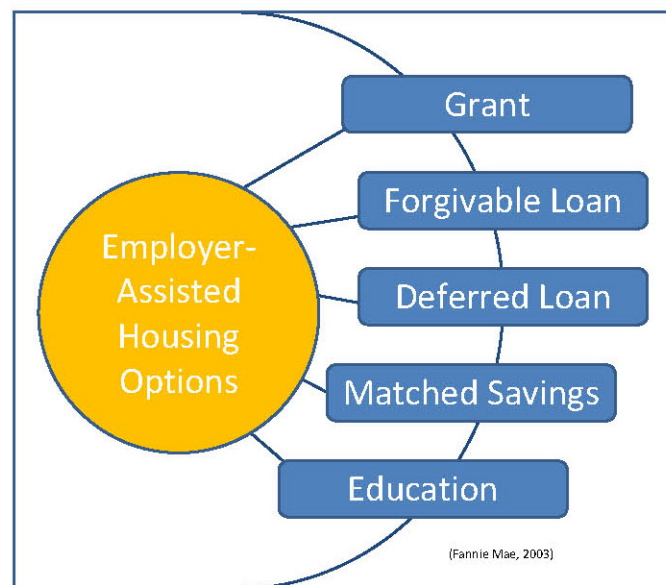 Grant
Forgivable Loan
Employer-
Assisted
Housing
Options
Deferred Loan
Matched Savings
Education
(Fannie Mae, 2003)